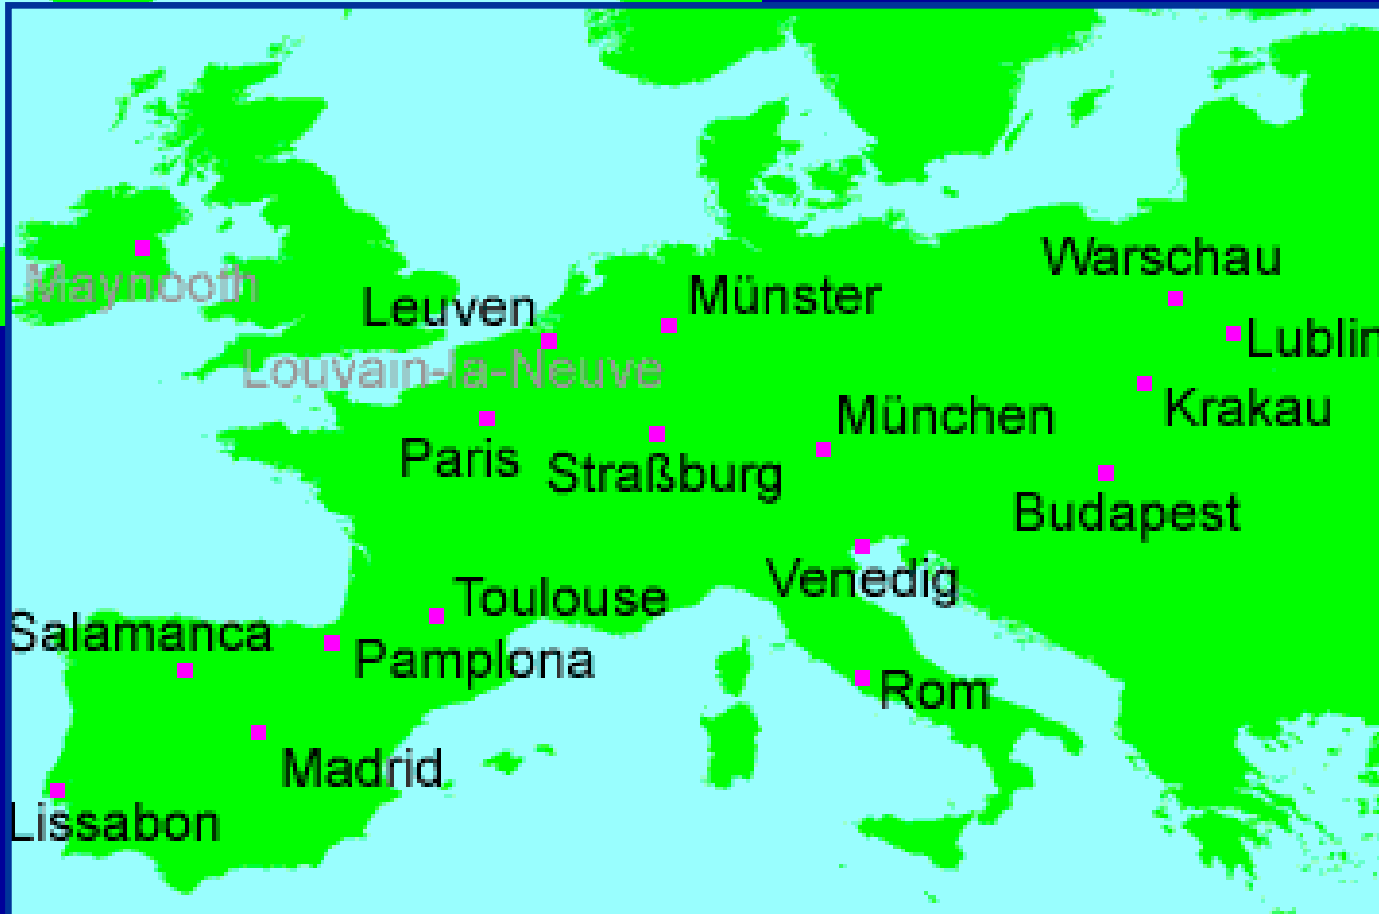 Warschau
Maynooth
Münster
Leuven
Lublin
Louvain-la-Neuve
Krakau
München
Paris
Straßburg
Budapest
Venedig
Toulouse
Salamanca
Pamplona
Rom
Madrid
Lissabon